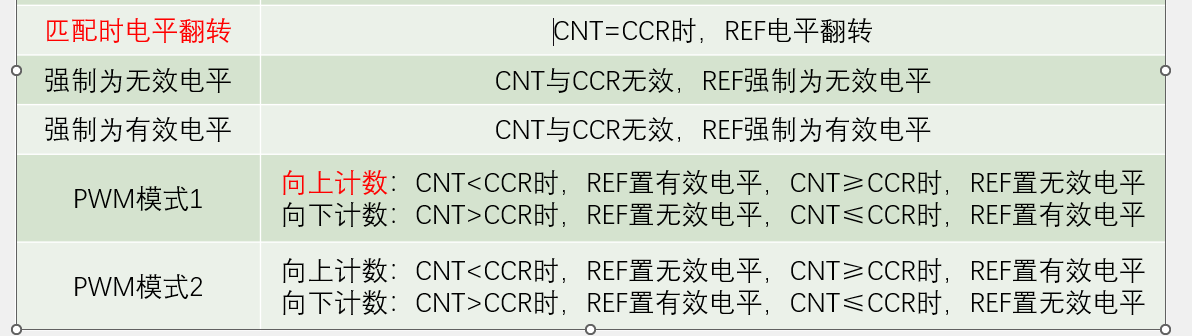 匹配时电平翻转
CNT=CCR时，REF电平翻转
强制为无效电平
CNT与CCR无效，REF强制为无效电平
强制为有效电平
CNT与CCR无效，REF强制为有效电平
PWM模式1
向上计数：CNT<CCR时，REF置有效电平，CNT≥CCR时，REF置无效电平
向下计数：CNT>CCR时，REF置无效电平，CNT≤CCR时，REF置有效电平
PWM模式2
向上计数：CNT<CCR时，REF置无效电平，CNT≥CCR时，REF置有效电平
向下计数：CNT>CCR时，REF置有效电平，CNT≤CCR时，REF置无效电平